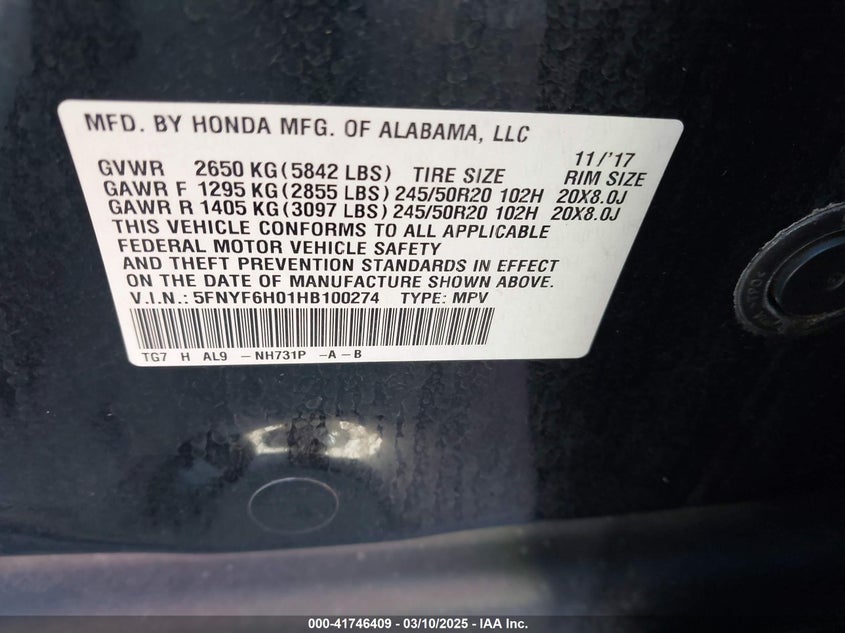 MFD. BY HONDA MFG. OF ALABAMA, LLC
11/'17
GVWR 2650 KG(5842 LBS) TIRE SIZE RIM SIZE
GAWR F 1295 KG(2855 LBS) 245/50R20 102H 20X8.0J
GAWR R 1405 KG(3097 LBS) 245/50R20 102H 20X8.0J
THIS VEHICLE CONFORMS TO ALL APPLICABLE
FEDERAL MOTOR VEHICLE SAFETY
AND THEFT PREVENTION STANDARDS IN EFFECT
ON THE DATE OF MANUFACTURE SHOWN ABOVE.
V.I.N.: 5FNYF6H01HB100274 TYPE: MPV
TG7 H AL9 - NH731P -A-B
000-41746409 - 03/10/2025 - IAA Inc.